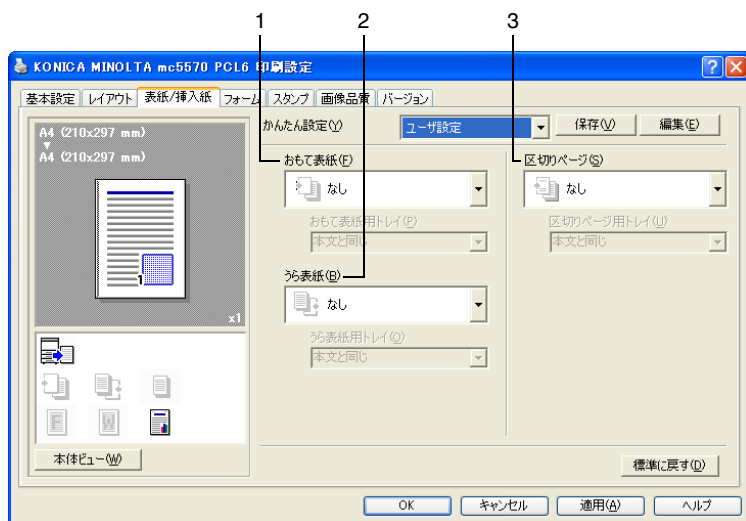 1 2 3
KONICA MINOLTA mc5570 PCL6 印刷設定
基本設定 レイアウト 表紙/挿入紙 フォーム スタンプ 画像品質 バージョン
A4 (210x297 mm)
A4 (210x297 mm)
1
x1
F W
本体ビュー(W)
かんたん設定(Y) ユーザ設定 保存(V) 編集(E)
おもて表紙(F)
なし
おもて表紙用トレイ(P)
本文と同じ
うら表紙(B)
なし
うら表紙用トレイ(O)
本文と同じ
区切りページ(S)
なし
区切りページ用トレイ(U)
本文と同じ
標準に戻す(D)
OK キャンセル 適用(A) ヘルプ